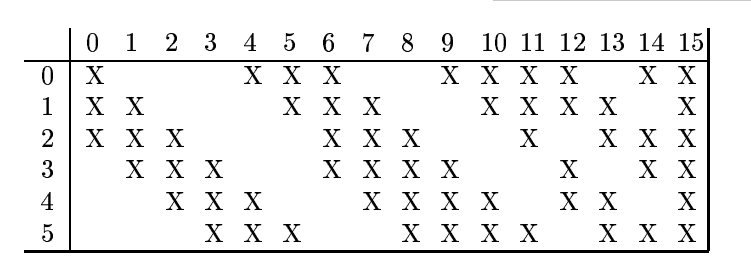 0 1 2 3 4 5 6 7 8 9 10 11 12 13 14 15
0 X X X X X X X X X X
1 X X X X X X X X X X
2 X X X X X X X X X X
3 X X X X X X X X X X
4 X X X X X X X X X X
5 X X X X X X X X X X